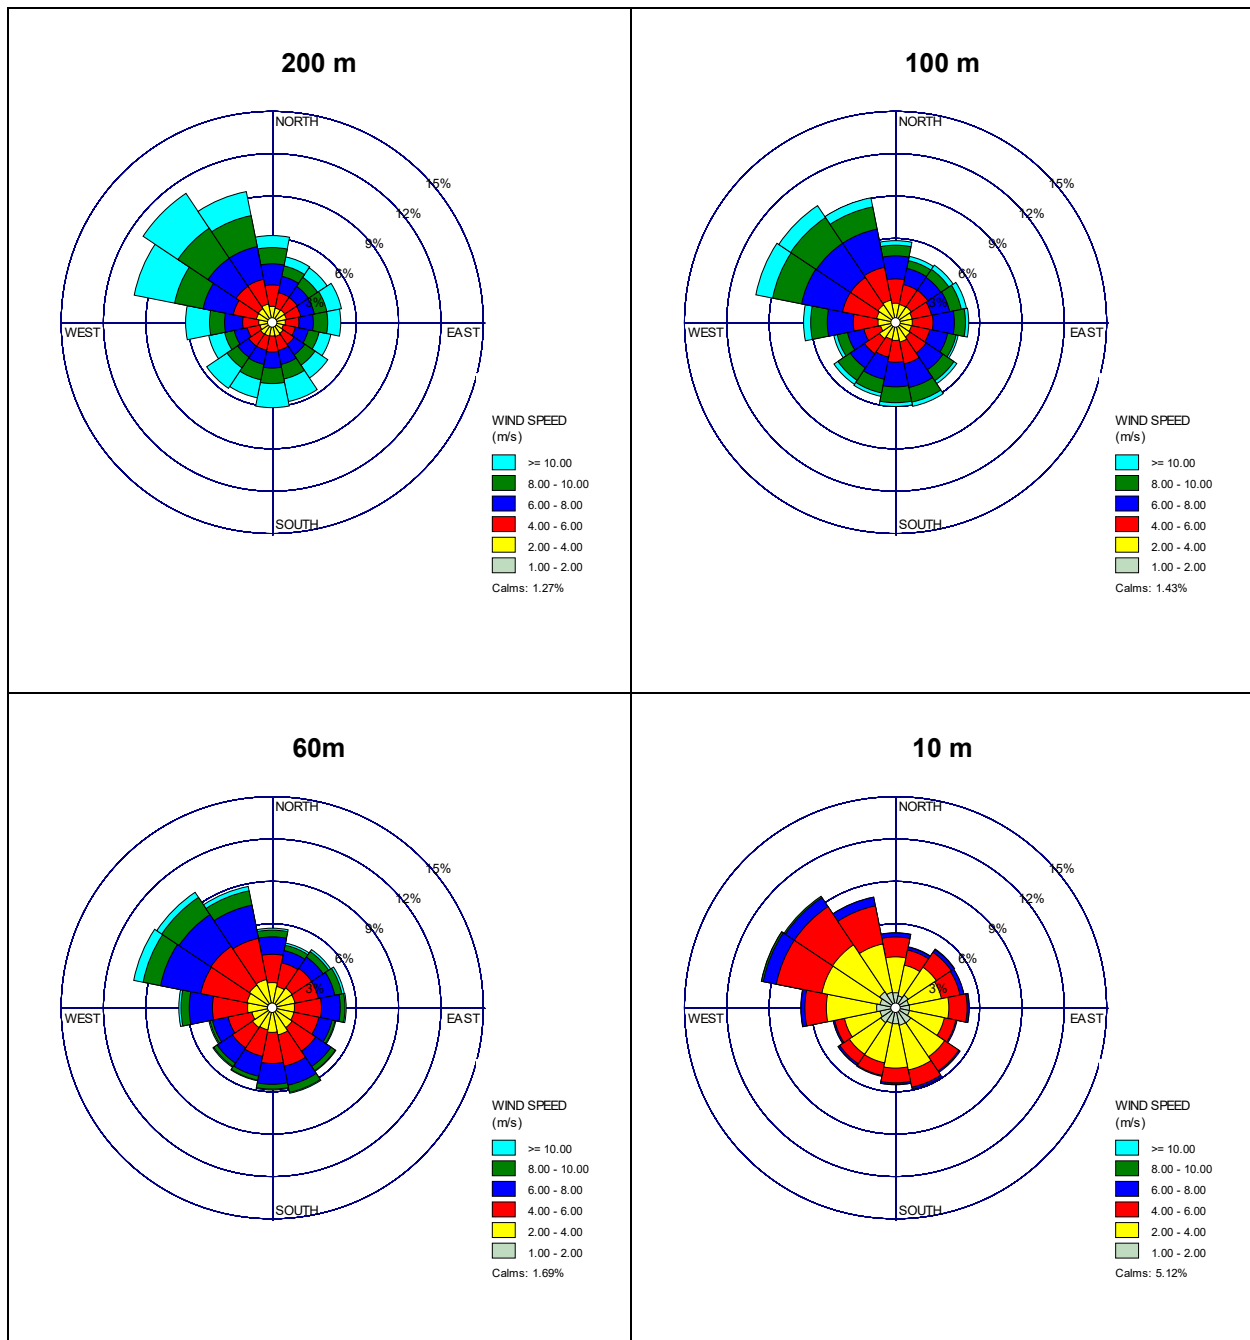 200 m
NORTH
15%
12%
9%
6%
3%
WEST
EAST
SOUTH
WIND SPEED
(m/s)
>= 10.00
8.00 - 10.00
6.00 - 8.00
4.00 - 6.00
2.00 - 4.00
1.00 - 2.00
Calms: 1.27%
100 m
NORTH
15%
12%
9%
6%
3%
WEST
EAST
SOUTH
WIND SPEED
(m/s)
>= 10.00
8.00 - 10.00
6.00 - 8.00
4.00 - 6.00
2.00 - 4.00
1.00 - 2.00
Calms: 1.43%
60m
NORTH
15%
12%
9%
6%
3%
WEST
EAST
SOUTH
WIND SPEED
(m/s)
>= 10.00
8.00 - 10.00
6.00 - 8.00
4.00 - 6.00
2.00 - 4.00
1.00 - 2.00
Calms: 1.69%
10 m
NORTH
15%
12%
9%
6%
3%
WEST
EAST
SOUTH
WIND SPEED
(m/s)
>= 10.00
8.00 - 10.00
6.00 - 8.00
4.00 - 6.00
2.00 - 4.00
1.00 - 2.00
Calms: 5.12%